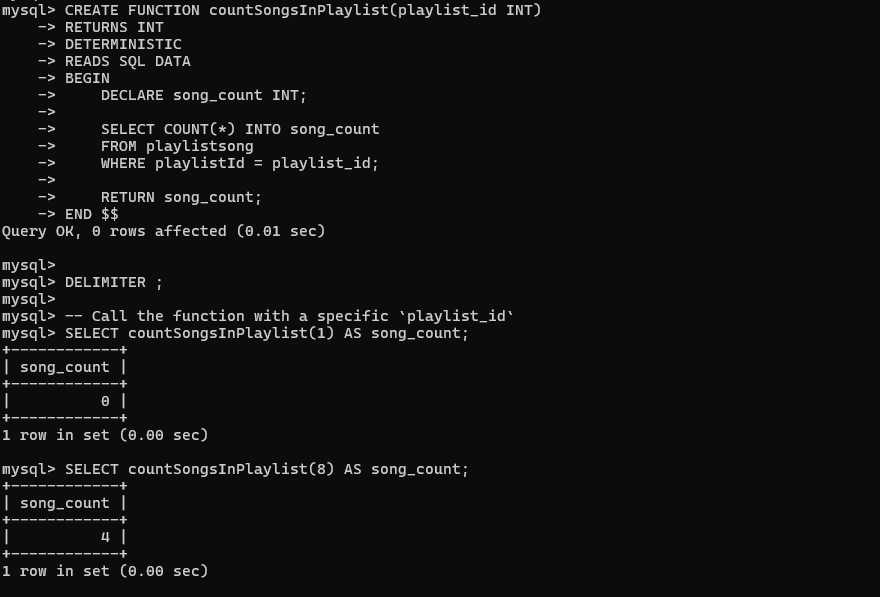 mysql> CREATE FUNCTION countSongsInPlaylist(playlist_id INT)
    -> RETURNS INT
    -> DETERMINISTIC
    -> READS SQL DATA
    -> BEGIN
    ->     DECLARE song_count INT;
    ->
    ->     SELECT COUNT(*) INTO song_count
    ->     FROM playlistsong
    ->     WHERE playlistId = playlist_id;
    ->
    ->     RETURN song_count;
    -> END $$
Query OK, 0 rows affected (0.01 sec)

mysql>
mysql> DELIMITER ;
mysql>
mysql> -- Call the function with a specific `playlist_id`
mysql> SELECT countSongsInPlaylist(1) AS song_count;
+------------+
| song_count |
+------------+
|          0 |
+------------+
1 row in set (0.00 sec)

mysql> SELECT countSongsInPlaylist(8) AS song_count;
+------------+
| song_count |
+------------+
|          4 |
+------------+
1 row in set (0.00 sec)